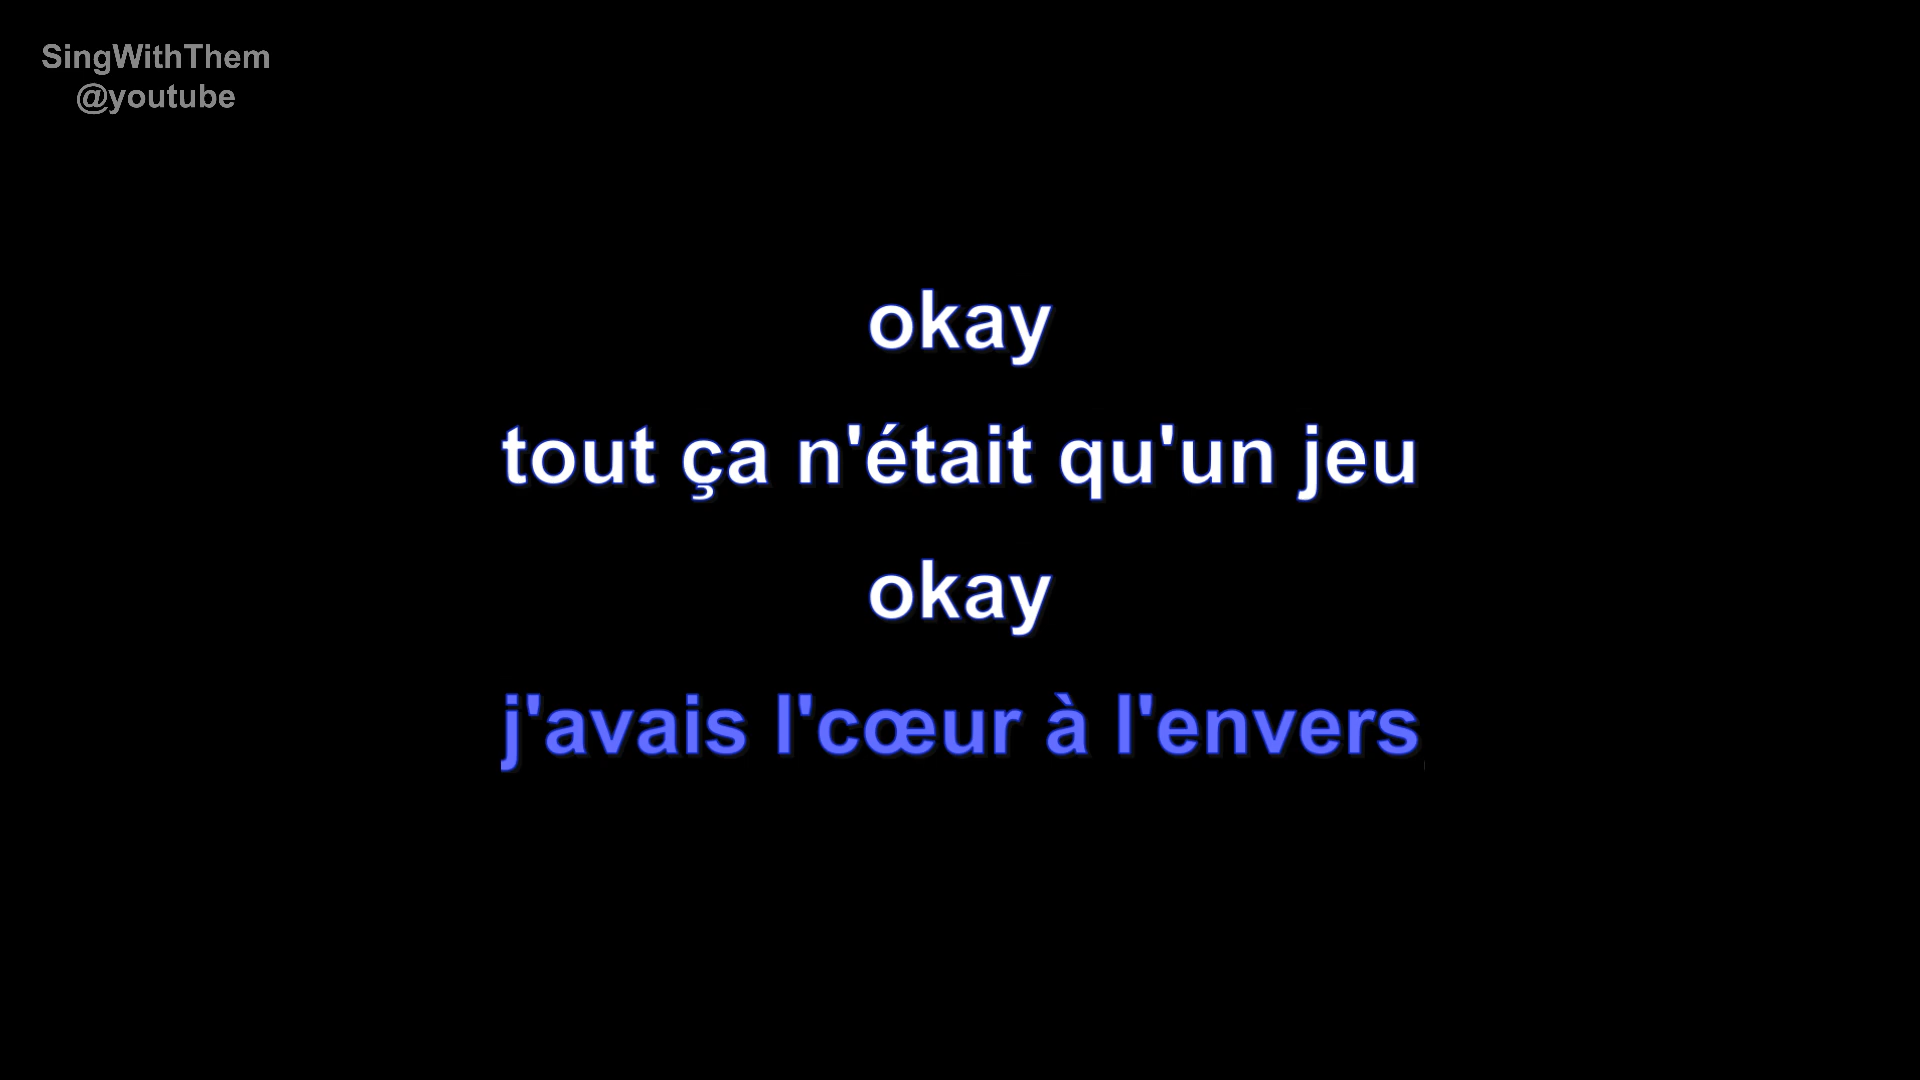 SingWithThem
@youtube
okay
tout ça n'était qu'un jeu
okay
j'avais l'cœur à l'envers